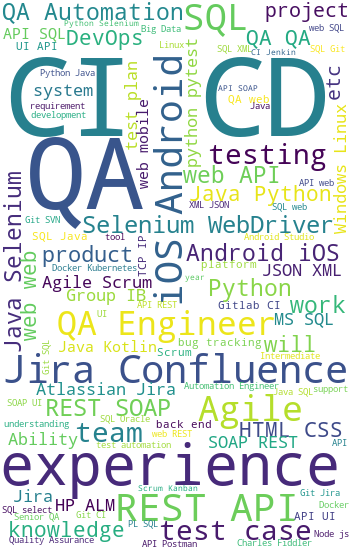 QA Automation
Python Selenium
Big Data
SQL
project
web SQL
API SQL
DevOps
Linux
QA QA
etc
UI API
SQL XML
SQL Git
CI Jenkin
CI
CD
Python Java
system
requirement
development
test plan
web mobile
Android
python pytest
API SOAP
QA web
Java
Windows Linux
testing
QA
web API
API web
Java Python
XML JSON
SQL web
Java Selenium
Git SVN
Selenium WebDriver
SQL Java
tool
TCP IP
iOS
Android Studio
web web
product
Android iOS
Docker Kubernetes
platform
JSON XML
Agile Scrum
year
Python
Group IB
API REST
Gitlab CI
work
QA Engineer
UI
MS SQL
Git SQL
Java Kotlin
bug tracking
will
Scrum
Intermediate
Jira Confluence
Atlassian Jira
Automation Engineer
Java SQL
support
SOAP UI
REST SOAP
Agile
HTML CSS
understanding
SQL Oracle
back end
team
web REST
Ability
test automation
SOAP REST
API
experience
Jira
Scrum Kanban
Git Jira
SQL select
HP ALM
REST API
API UI
Docker
Senior QA
Git CI
knowledge
PL SQL
test case
Node js
Quality Assurance
API Postman
Charles Fiddler